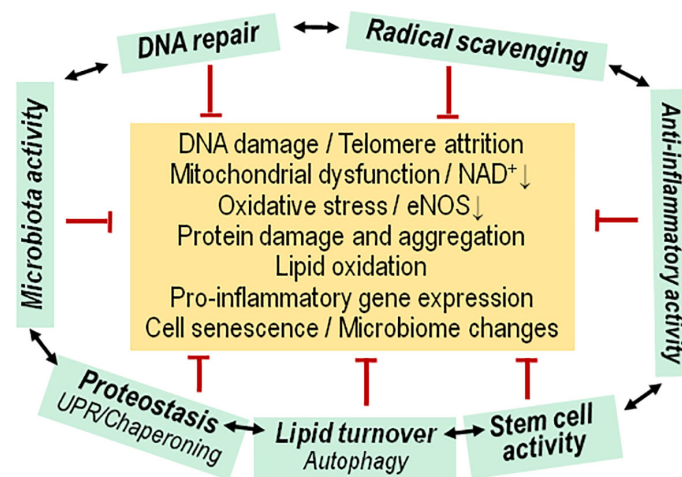 DNA repair
Radical scavenging
Microbiota activity
Anti-inflammatory activity
DNA damage / Telomere attrition
Mitochondrial dysfunction / NAD⁺↓
Oxidative stress / eNOS↓
Protein damage and aggregation
Lipid oxidation
Pro-inflammatory gene expression
Cell senescence / Microbiome changes
Proteostasis
UPR/Chaperoning
Lipid turnover
Autophagy
Stem cell
activity